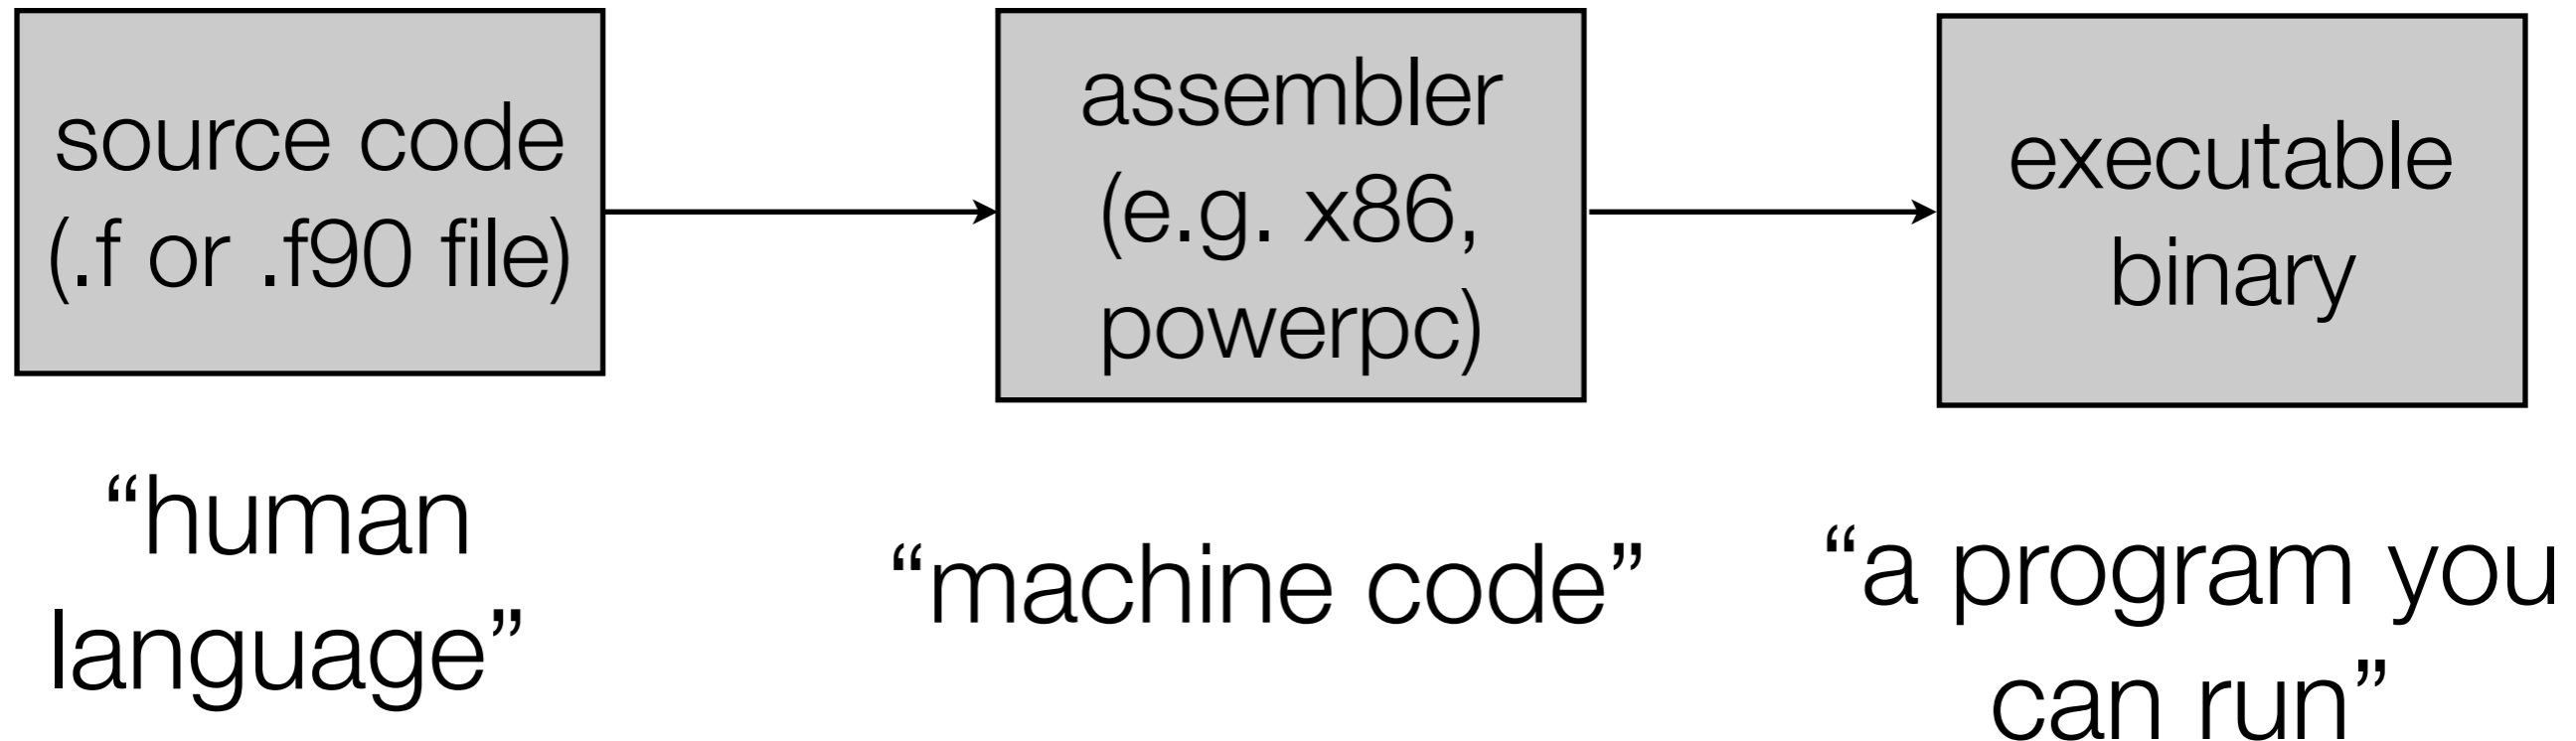 source code
(.f or .f90 file)
assembler
(e.g. x86,
powerpc)
executable
binary
“human
language”
“machine code”
“a program you
can run”